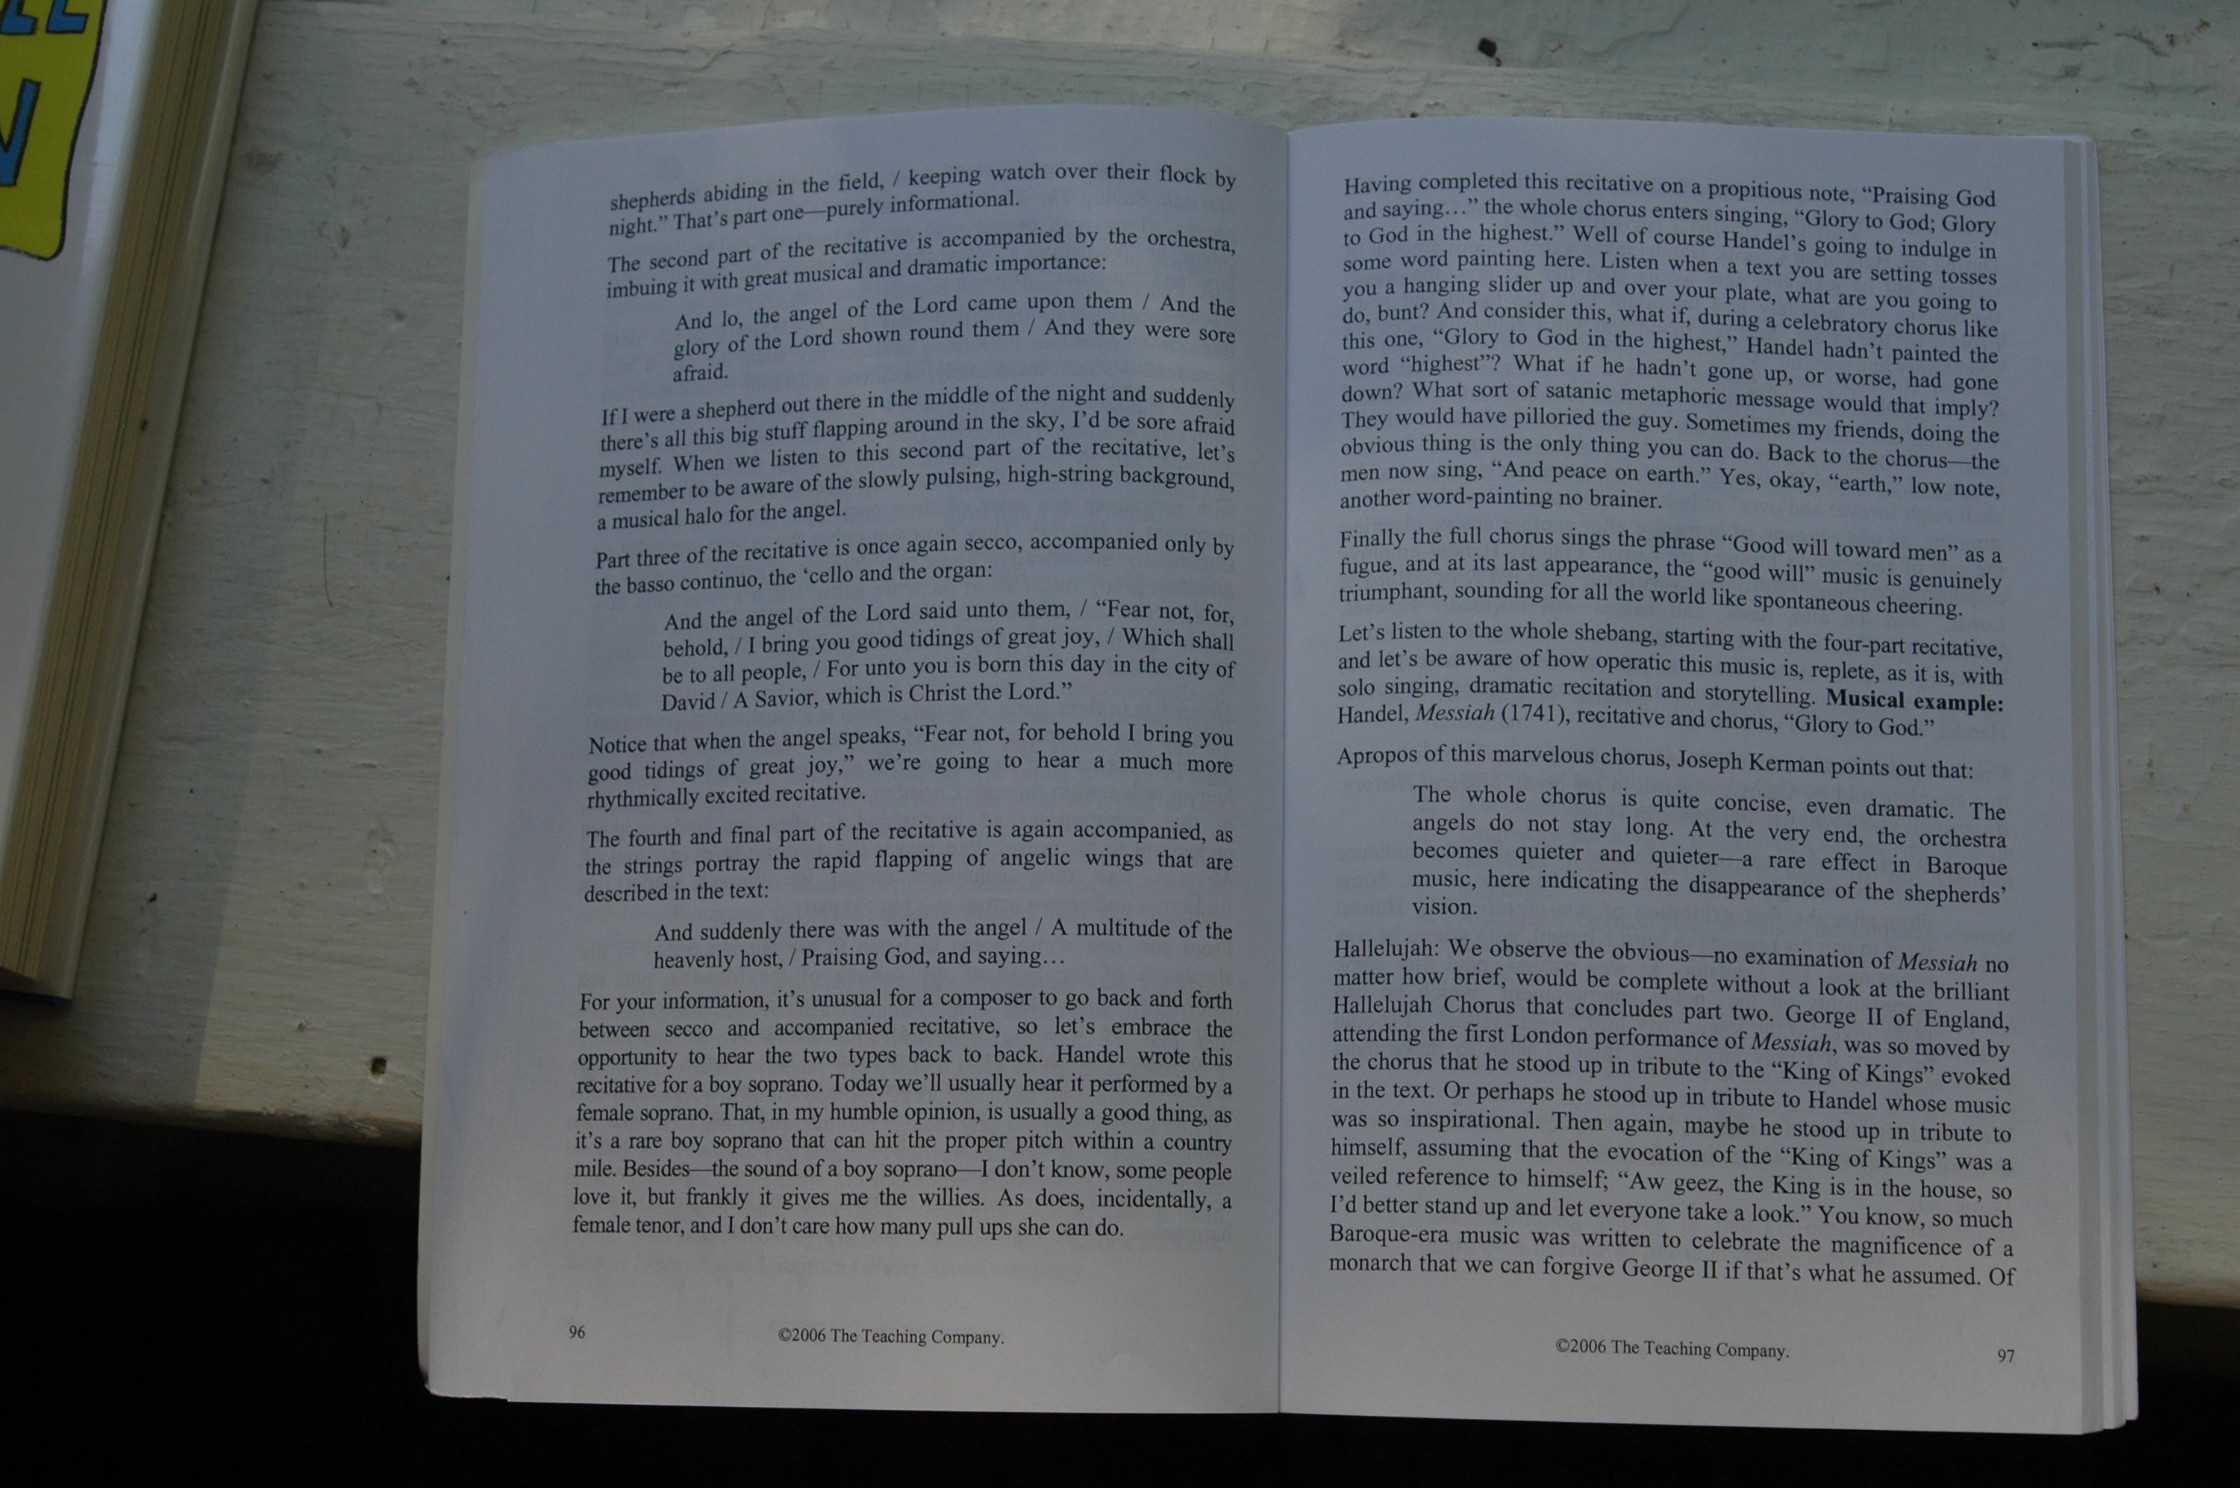 shepherds abiding in the field, / keeping watch over their flock by
night.” That’s part one—purely informational.
The second part of the recitative is accompanied by the orchestra,
imbuing it with great musical and dramatic importance:
And lo, the angel of the Lord came upon them / And the
glory of the Lord shown round them / And they were sore
afraid.
If I were a shepherd out there in the middle of the night and suddenly
there’s all this big stuff flapping around in the sky, I’d be sore afraid
myself. When we listen to this second part of the recitative, let’s
remember to be aware of the slowly pulsing, high-string background,
a musical halo for the angel.
Part three of the recitative is once again secco, accompanied only by
the basso continuo, the ‘cello and the organ:
And the angel of the Lord said unto them, / “Fear not, for,
behold, / I bring you good tidings of great joy, / Which shall
be to all people, / For unto you is born this day in the city of
David / A Savior, which is Christ the Lord.”
Notice that when the angel speaks, “Fear not, for behold I bring you
good tidings of great joy,” we’re going to hear a much more
rhythmically excited recitative.
The fourth and final part of the recitative is again accompanied, as
the strings portray the rapid flapping of angelic wings that are
described in the text:
And suddenly there was with the angel / A multitude of the
heavenly host, / Praising God, and saying…
For your information, it’s unusual for a composer to go back and forth
between secco and accompanied recitative, so let’s embrace the
opportunity to hear the two types back to back. Handel wrote this
recitative for a boy soprano. Today we’ll usually hear it performed by a
female soprano. That, in my humble opinion, is usually a good thing, as
it’s a rare boy soprano that can hit the proper pitch within a country
mile. Besides—the sound of a boy soprano—I don’t know, some people
love it, but frankly it gives me the willies. As does, incidentally, a
female tenor, and I don’t care how many pull ups she can do.
96
©2006 The Teaching Company.
Having completed this recitative on a propitious note, “Praising God
and saying…” the whole chorus enters singing, “Glory to God; Glory
to God in the highest.” Well of course Handel’s going to indulge in
some word painting here. Listen when a text you are setting tosses
you a hanging slider up and over your plate, what are you going to
do, bunt? And consider this, what if, during a celebratory chorus like
this one, “Glory to God in the highest,” Handel hadn’t painted the
word “highest”? What if he hadn’t gone up, or worse, had gone
down? What sort of satanic metaphoric message would that imply?
They would have pilloried the guy. Sometimes my friends, doing the
obvious thing is the only thing you can do. Back to the chorus—the
men now sing, “And peace on earth.” Yes, okay, “earth,” low note,
another word-painting no brainer.
Finally the full chorus sings the phrase “Good will toward men” as a
fugue, and at its last appearance, the “good will” music is genuinely
triumphant, sounding for all the world like spontaneous cheering.
Let’s listen to the whole shebang, starting with the four-part recitative,
and let’s be aware of how operatic this music is, replete, as it is, with
solo singing, dramatic recitation and storytelling. Musical example:
Handel, Messiah (1741), recitative and chorus, “Glory to God.”
Apropos of this marvelous chorus, Joseph Kerman points out that:
The whole chorus is quite concise, even dramatic. The
angels do not stay long. At the very end, the orchestra
becomes quieter and quieter—a rare effect in Baroque
music, here indicating the disappearance of the shepherds’
vision.
Hallelujah: We observe the obvious—no examination of Messiah no
matter how brief, would be complete without a look at the brilliant
Hallelujah Chorus that concludes part two. George II of England,
attending the first London performance of Messiah, was so moved by
the chorus that he stood up in tribute to the “King of Kings” evoked
in the text. Or perhaps he stood up in tribute to Handel whose music
was so inspirational. Then again, maybe he stood up in tribute to
himself, assuming that the evocation of the “King of Kings” was a
veiled reference to himself; “Aw geez, the King is in the house, so
I’d better stand up and let everyone take a look.” You know, so much
Baroque-era music was written to celebrate the magnificence of a
monarch that we can forgive George II if that’s what he assumed. Of
©2006 The Teaching Company.
97